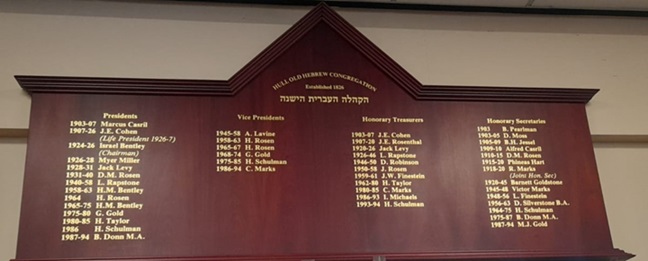 HULL OLD HEBREW CONGREGATION
Established 1826
הקהלה העברית הישנה
Presidents
1903-07 Marcus Casril
1907-26 J.E. Cohen
(Life President 1926-7)
1924-26 Israel Bentley
(Chairman)
1926-28 Myer Miller
1928-31 Jack Levy
1931-40 D.M. Rosen
1940-58 L. Rapstone
1958-63 H.M. Bentley
1964 H. Rosen
1965-75 H.M. Bentley
1975-80 G. Gold
1980-85 H. Taylor
1986 H. Schulman
1987-94 B. Donn M.A.
Vice Presidents
1945-58 A. Lavine
1958-63 H. Rosen
1965-67 H. Rosen
1967-74 G. Gold
1975-85 H. Schulman
1986-94 C. Marks
Honorary Treasurers
1903-07 J.E. Cohen
1907-20 J.E. Rosenthal
1920-26 Jack Levy
1926-46 L. Rapstone
1946-50 D. Robinson
1950-58 J. Rosen
1959-61 J.W. Finestein
1962-80 H. Taylor
1980-85 C. Marks
1986-93 I. Michaels
1993-94 H. Schulman
Honorary Secretaries
1903 B. Pearlman
1903-05 D. Moss
1905-09 B.H. Jessel
1909-10 Alfred Caurll
1910-15 D.M. Rosen
1915-20 Phineas Hart
1918-20 R. Marks
(Joints Hon. Sec)
1920-45 Barnett Goldstone
1945-48 Victor Marks
1948-56 L. Finestein
1956-63 D. Silverstone B.A.
1964-75 H. Schulman
1975-87 B. Donn M.A.
1987-94 M.J. Gold